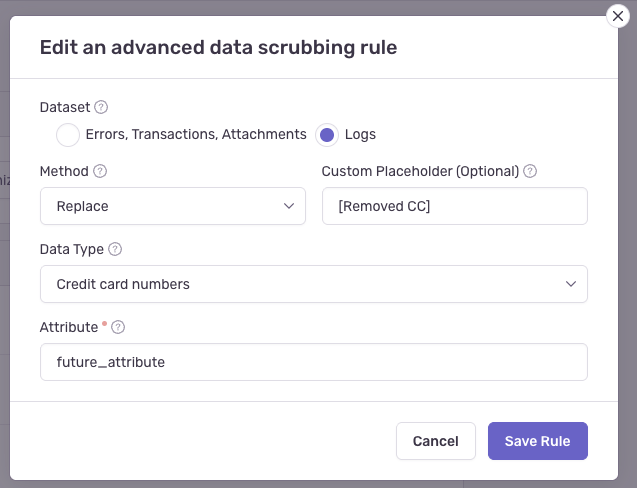 Edit an advanced data scrubbing rule
Dataset
Errors, Transactions, Attachments Logs
Method Custom Placeholder (Optional)
Replace [Removed CC]
Data Type
Credit card numbers
Attribute
future_attribute
Cancel Save Rule